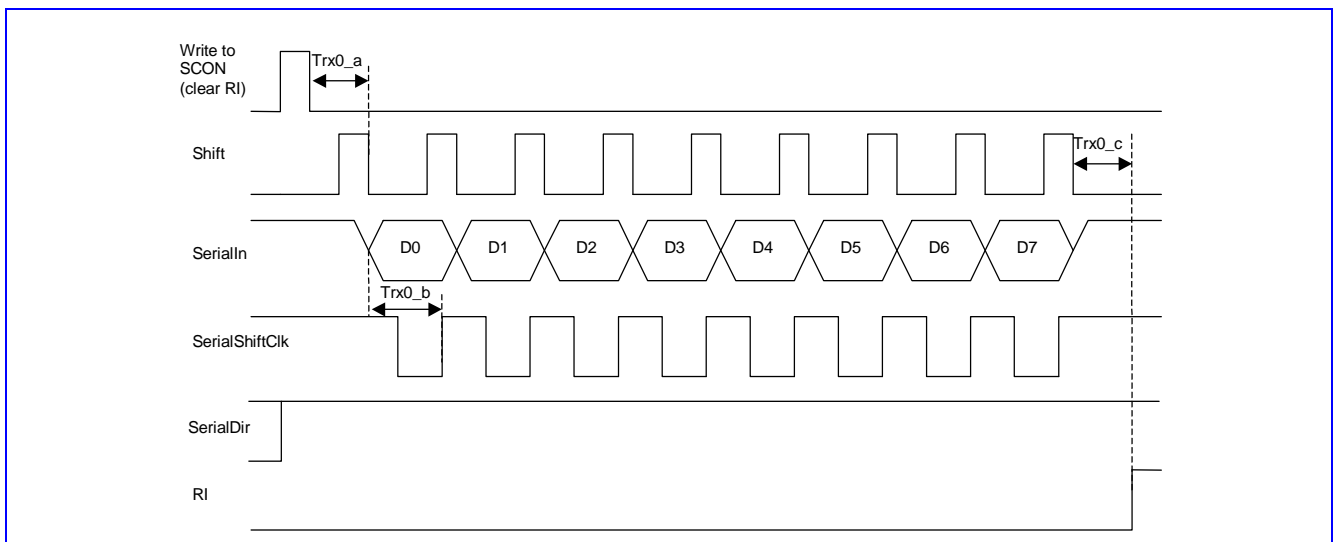 Write to
SCON
(clear RI)
Trx0_a
Shift
Trx0_c
SerialIn
D0 D1 D2 D3 D4 D5 D6 D7
Trx0_b
SerialShiftClk
SerialDir
RI